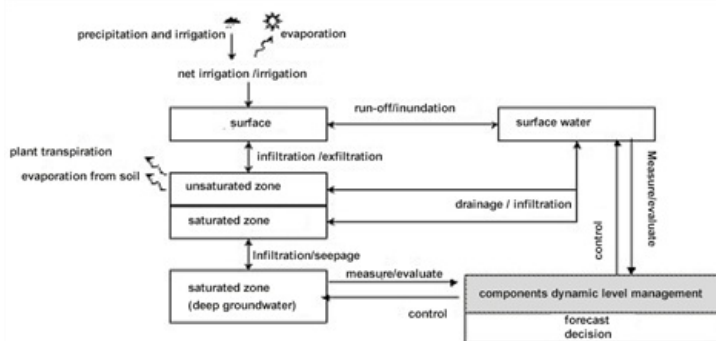 precipitation and irrigation
evaporation
net irrigation /irrigation
run-off/inundation
surface
surface water
plant transpiration
infiltration /exfiltration
evaporation from soil
unsaturated zone
drainage / infiltration
saturated zone
Measure/evaluate
control
Infiltration/seepage
measure/evaluate
saturated zone
(deep groundwater)
control
components dynamic level management
forecast
decision